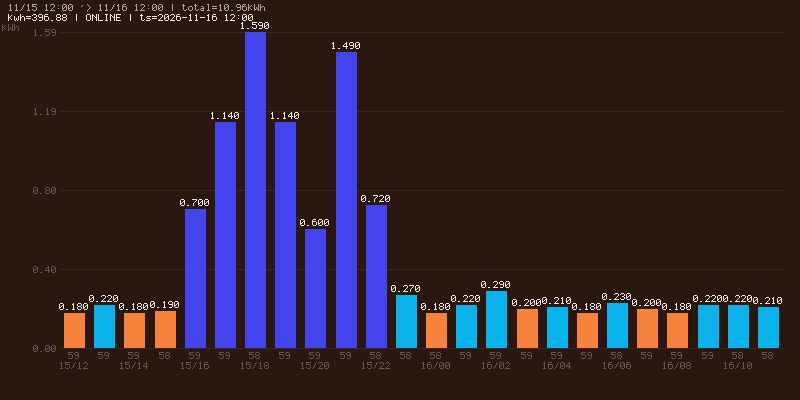 11/15 12:00 -> 11/16 12:00 | total=10.96KWh
Kwh=396.88 | ONLINE | ts=2026-11-16 12:00
KWh
1.59
1.19
0.80
0.40
0.00
0.180 0.220 0.180 0.190 0.700 1.140 1.590 1.140 0.600 1.490 0.720 0.270 0.180 0.220 0.290 0.200 0.210 0.180 0.230 0.200 0.180 0.220 0.220 0.210
59 59 59 58 59 59 58 59 59 59 58 58 58 59 59 59 59 59 58 59 59 59 58 58
15/12 15/14 15/16 15/18 15/20 15/22 16/00 16/02 16/04 16/06 16/08 16/10